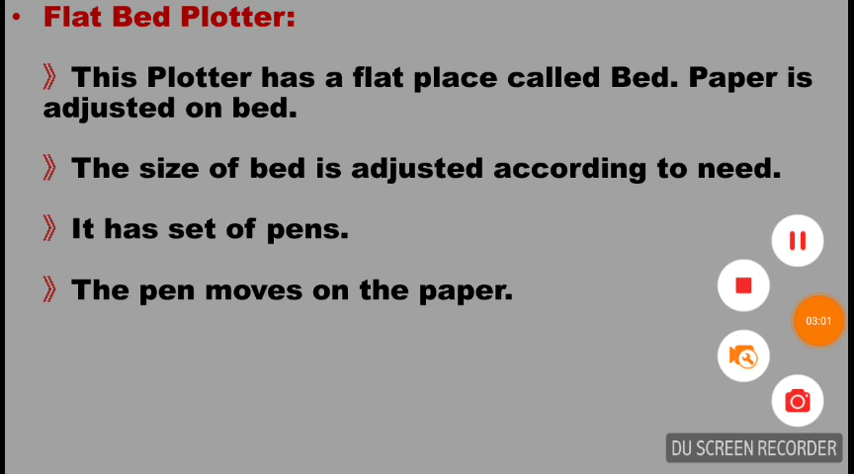 • Flat Bed Plotter:
》This Plotter has a flat place called Bed. Paper is
adjusted on bed.
》The size of bed is adjusted according to need.
》It has set of pens.
》The pen moves on the paper.
03:01
DU SCREEN RECORDER